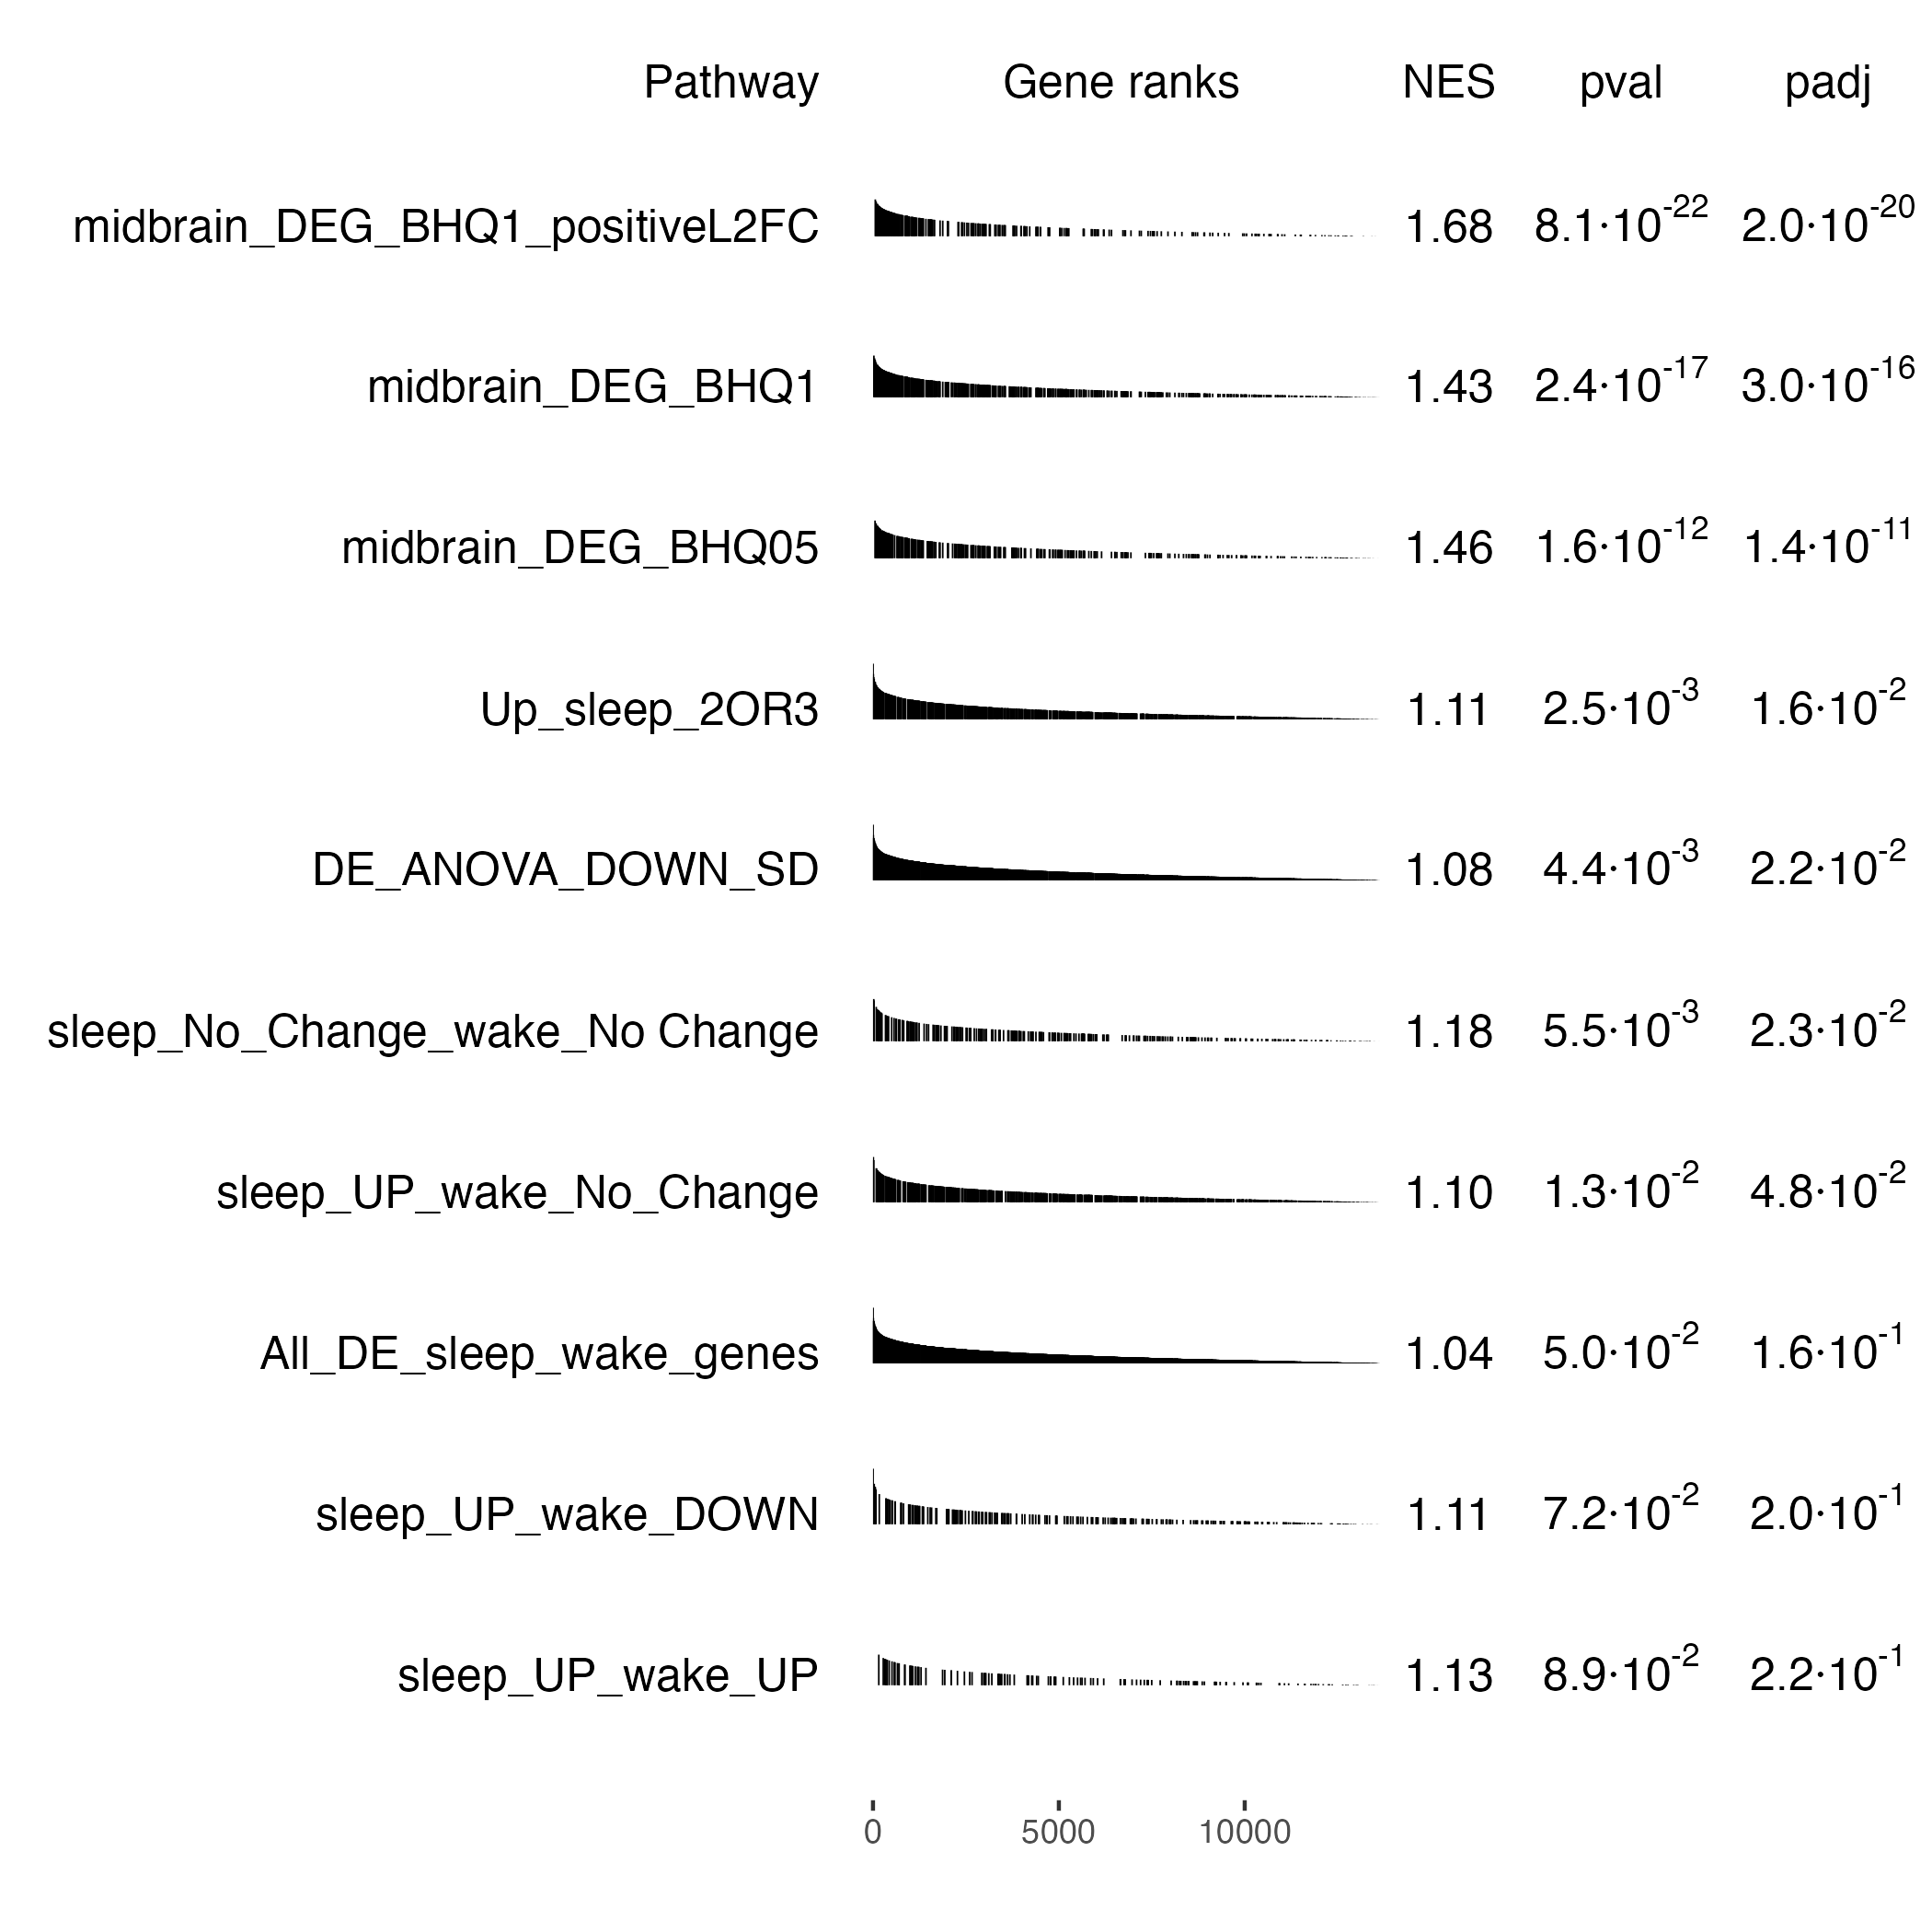 Pathway Gene ranks NES pval padj
midbrain_DEG_BHQ1_positiveL2FC 1.68 8.1·10^-22 2.0·10^-20
midbrain_DEG_BHQ1 1.43 2.4·10^-17 3.0·10^-16
midbrain_DEG_BHQ05 1.46 1.6·10^-12 1.4·10^-11
Up_sleep_2OR3 1.11 2.5·10^-3 1.6·10^-2
DE_ANOVA_DOWN_SD 1.08 4.4·10^-3 2.2·10^-2
sleep_No_Change_wake_No Change 1.18 5.5·10^-3 2.3·10^-2
sleep_UP_wake_No_Change 1.10 1.3·10^-2 4.8·10^-2
All_DE_sleep_wake_genes 1.04 5.0·10^-2 1.6·10^-1
sleep_UP_wake_DOWN 1.11 7.2·10^-2 2.0·10^-1
sleep_UP_wake_UP 1.13 8.9·10^-2 2.2·10^-1
0 5000 10000